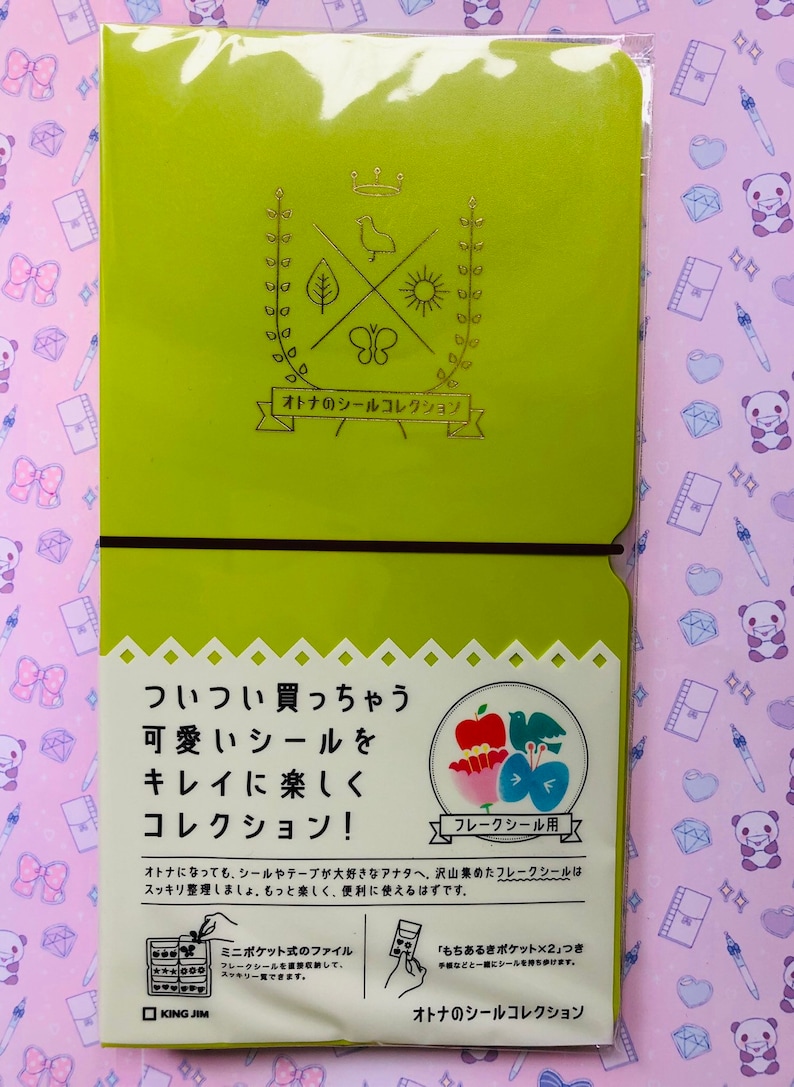 オトナのシールコレクション
ついつい買っちゃう
可愛いシールを
キレイに楽しく
コレクション!
フレークシール用
オトナになっても、シールやテープが大好きなアナタへ。沢山集めたフレークシールは
スッキリ整理しましょ。もっと楽しく、便利に使えるはずです。
ミニポケット式のファイル
フレークシールを直接収納して、
スッキリ一覧できます。
「もちあるきポケット×2」つき
手帳などと一緒にシールを持ち歩けます。
KING JIM
オトナのシールコレクション